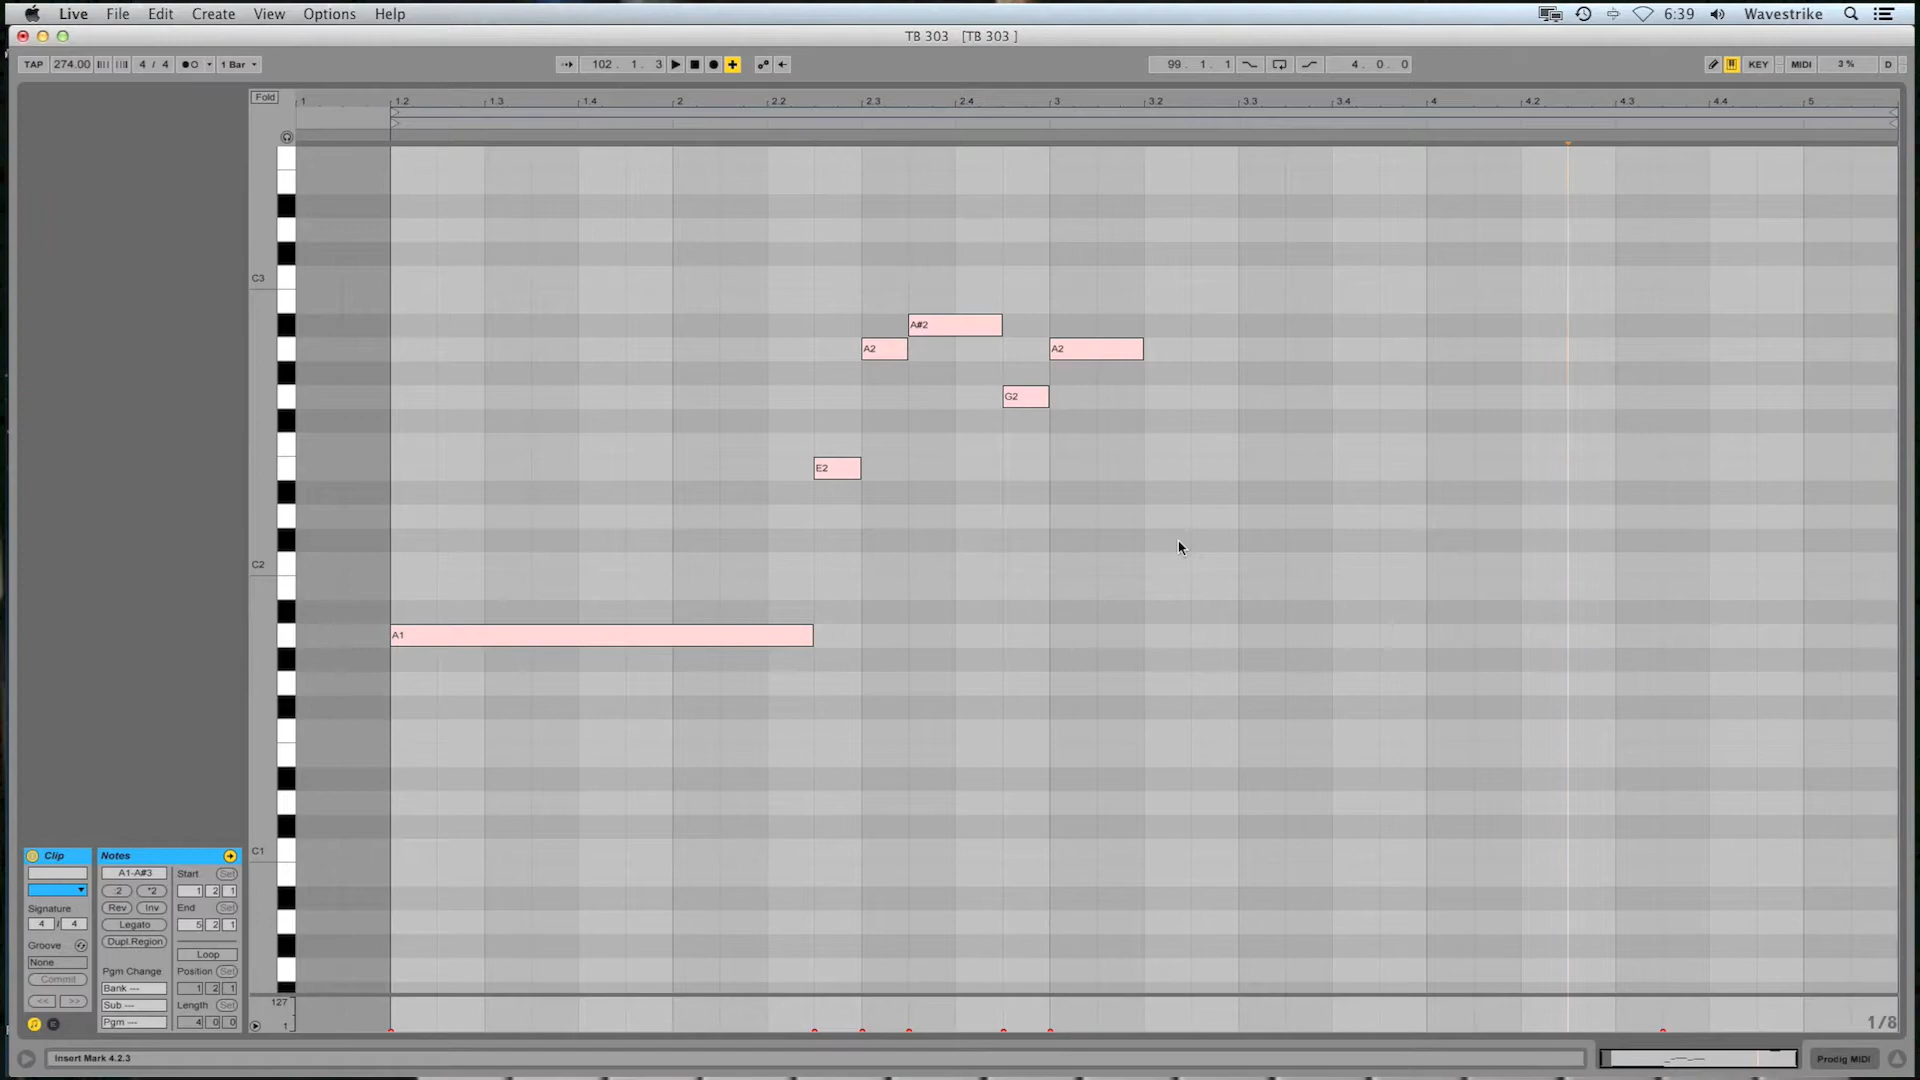 Live File Edit Create View Options Help 6:39 Wavestrike
TB 303 [TB 303 ]
TAP 274.00 4 / 4 1 Bar 102 . 1 . 3 99 . 1 . 1 4 . 0 . 0 KEY MIDI 3 % D
Fold 1 1.2 1.3 1.4 2 2.2 2.3 2.4 3 3.2 3.3 3.4 4 4.2 4.3 4.4 5
C3
A#2
A2 A2
G2
E2
C2
A1
C1
Clip Notes
A1-A#3 Start Set
:2 *2 1 2 1
Signature Rev Inv End Set
4 / 4 Legato 5 2 1
Groove Dupl.Region
None Loop
Commit Pgm Change Position Set
<< >> Bank --- 1 2 1
Sub --- Length Set
Pgm --- 4 0 0
127
1
1/8
Insert Mark 4.2.3 Prodig MIDI